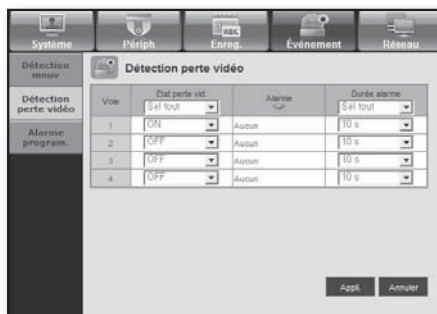 Système Périph Enreg. Événement Réseau
REC
Détection mouv
Détection perte vidéo
Alarme program.
Détection perte vidéo
Voie État perte vid. Alarme Durée alarme
Sél tout Sél tout
1 ON Aucun 10 s
2 OFF Aucun 10 s
3 OFF Aucun 10 s
4 OFF Aucun 10 s
Appli. Annuler